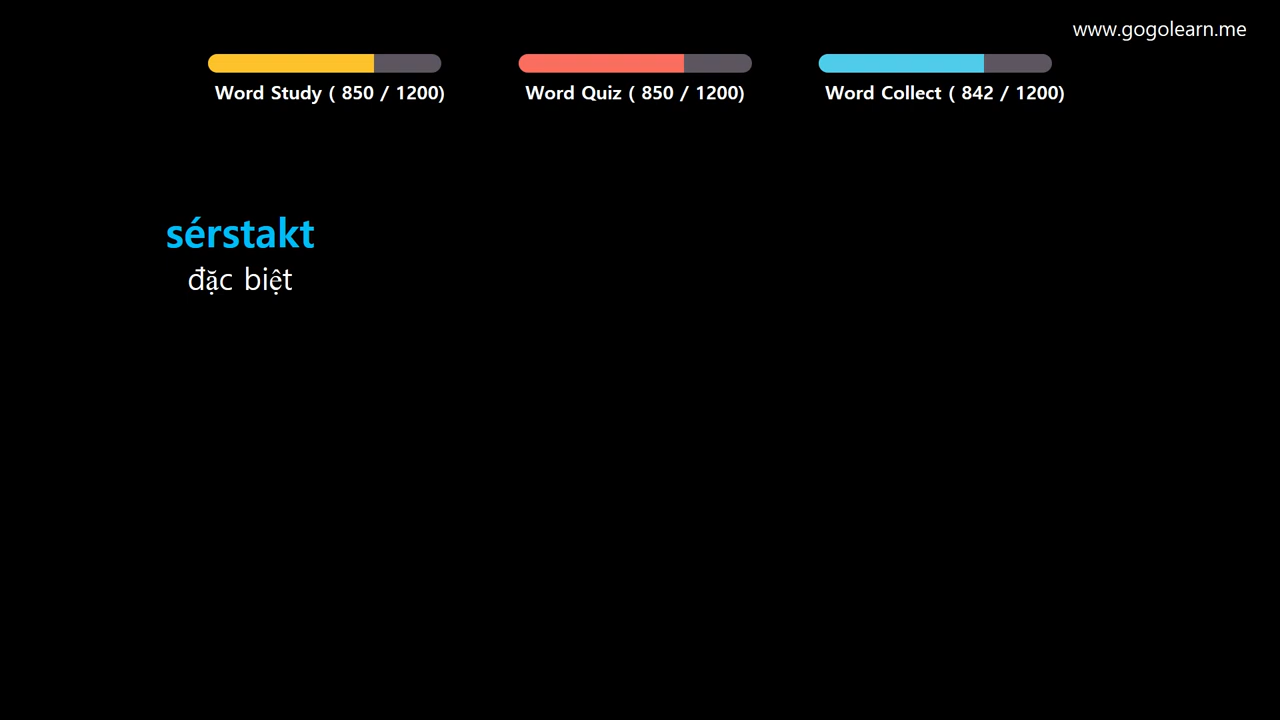 www.gogolearn.me
Word Study ( 850 / 1200)
Word Quiz ( 850 / 1200)
Word Collect ( 842 / 1200)
sérstakt
đặc biệt